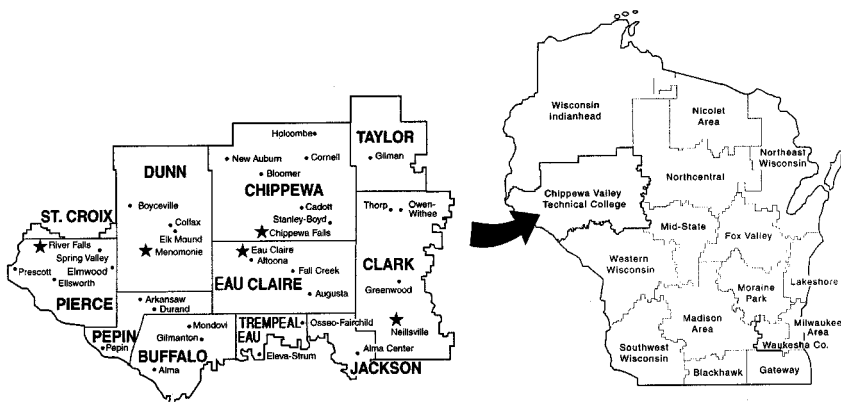 Holcombe
TAYLOR
New Auburn
Cornell
Gilman
DUNN
Bloomer
CHIPPEWA
ST. CROIX
Boyceville
Cadott
Thorp
Owen-
Withee
Colfax
Stanley-Boyd
Elk Mound
Chippewa Falls
River Falls
Menomonie
Eau Claire
Spring Valley
Altoona
CLARK
Prescott
Elmwood
Fall Creek
Ellsworth
EAU CLAIRE
Greenwood
PIERCE
Arkansaw
Augusta
Durand
PEPIN
Mondovi
TREMPEAL
EAU
Osseo-Fairchild
Neillsville
Gilmanton
Pepin
BUFFALO
Eleva-Strum
Alma Center
Alma
JACKSON
Wisconsin
Indianhead
Nicolet
Area
Northeast
Wisconsin
Northcentral
Chippewa Valley
Technical College
Mid-State
Fox Valley
Western
Wisconsin
Lakeshore
Moraine
Park
Madison
Area
Milwaukee
Area
Waukesha Co.
Southwest
Wisconsin
Blackhawk
Gateway